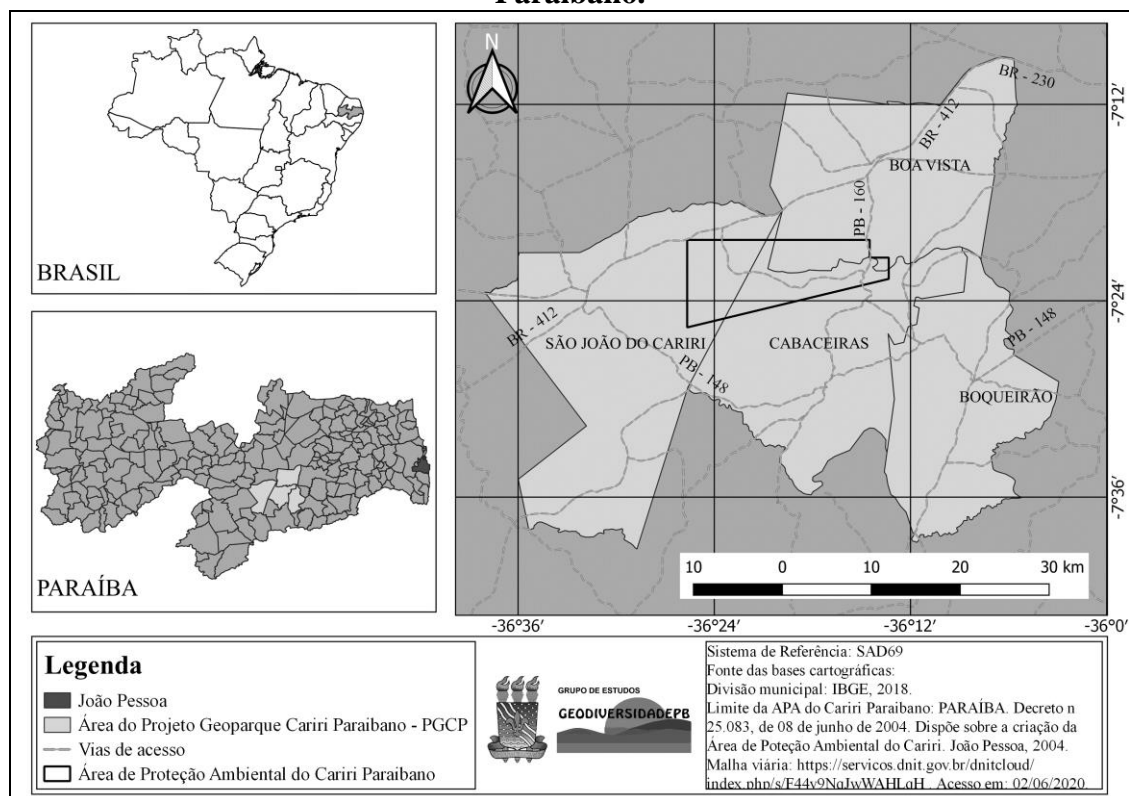 Paraibano.
BRASIL
PARAÍBA
N
BR - 230
BR - 412
BOA VISTA
PB - 160
BR - 412
SÃO JOÃO DO CARIRI
CABACEIRAS
PB - 148
PB - 148
BOQUEIRÃO
-7°12'
-7°24'
-7°36'
10 0 10 20 30 km
-36°36' -36°24' -36°12' -36°0'
Legenda
João Pessoa
Área do Projeto Geoparque Cariri Paraibano - PGCP
Vias de acesso
Área de Proteção Ambiental do Cariri Paraibano
GRUPO DE ESTUDOS
GEODIVERSIDADEPB
Sistema de Referência: SAD69
Fonte das bases cartográficas:
Divisão municipal: IBGE, 2018.
Limite da APA do Cariri Paraibano: PARAÍBA. Decreto n
25.083, de 08 de junho de 2004. Dispõe sobre a criação da
Área de Poteção Ambiental do Cariri. João Pessoa, 2004.
Malha viária: https://servicos.dnit.gov.br/dnitcloud/
index.php/s/F44y9NqJwWAHLqH . Acesso em: 02/06/2020.